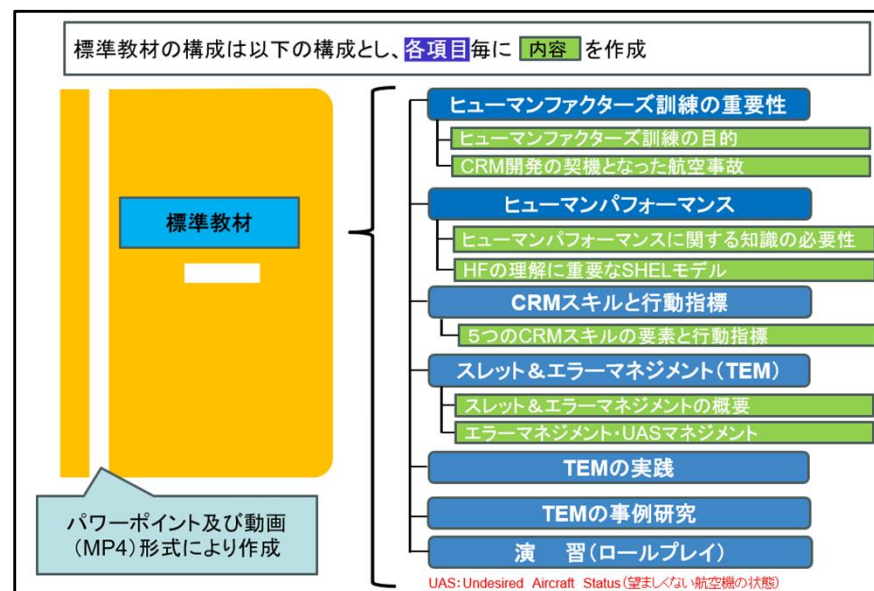 標準教材の構成は以下の構成とし、各項目毎に 内容 を作成
標準教材
パワーポイント及び動画
(MP4)形式により作成
ヒューマンファクターズ訓練の重要性
ヒューマンファクターズ訓練の目的
CRM開発の契機となった航空事故
ヒューマンパフォーマンス
ヒューマンパフォーマンスに関する知識の必要性
HFの理解に重要なSHELモデル
CRMスキルと行動指標
5つのCRMスキルの要素と行動指標
スレット&エラーマネジメント(TEM)
スレット&エラーマネジメントの概要
エラーマネジメント・UASマネジメント
TEMの実践
TEMの事例研究
演 習(ロールプレイ)
UAS:Undesired Aircraft Status(望ましくない航空機の状態)